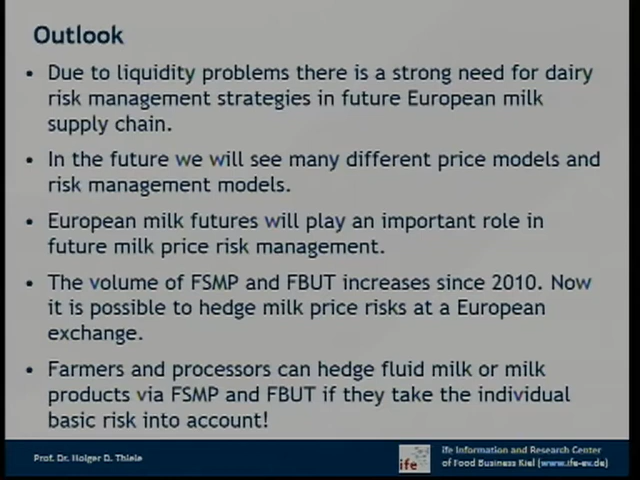 Outlook
• Due to liquidity problems there is a strong need for dairy
risk management strategies in future European milk
supply chain.
• In the future we will see many different price models and
risk management models.
• European milk futures will play an important role in
future milk price risk management.
• The volume of FSMP and FBUT increases since 2010. Now
it is possible to hedge milk price risks at a European
exchange.
• Farmers and processors can hedge fluid milk or milk
products via FSMP and FBUT if they take the individual
basic risk into account!
Prof. Dr. Holger D. Thiele
ife
ife Information and Research Center
of Food Business Kiel (www.ife-ev.de)